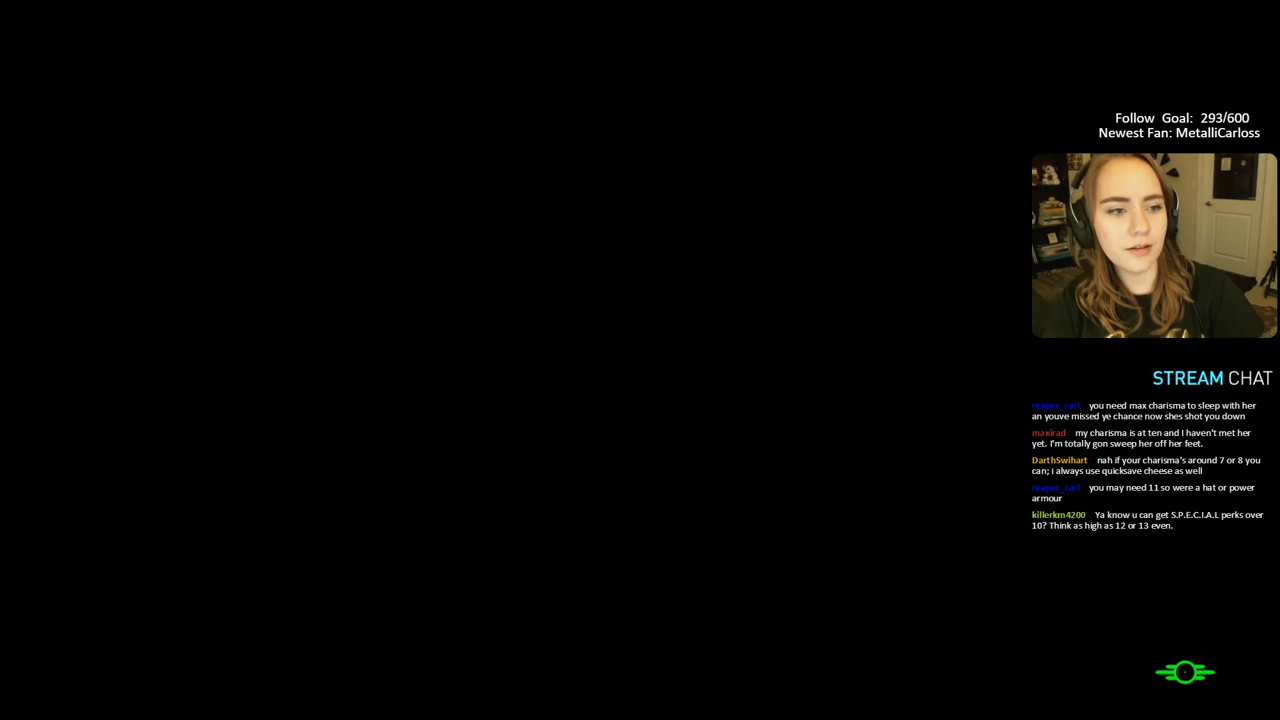 Follow Goal: 293/600
Newest Fan: MetalliCarloss
STREAM CHAT
reaper_carl you need max charisma to sleep with her
an youve missed ye chance now shes shot you down
maxirad my charisma is at ten and I haven't met her
yet. I'm totally gon sweep her off her feet.
DarthSwihart nah if your charisma's around 7 or 8 you
can; i always use quicksave cheese as well
reaper_carl you may need 11 so were a hat or power
armour
killerkm4200 Ya know u can get S.P.E.C.I.A.L perks over
10? Think as high as 12 or 13 even.